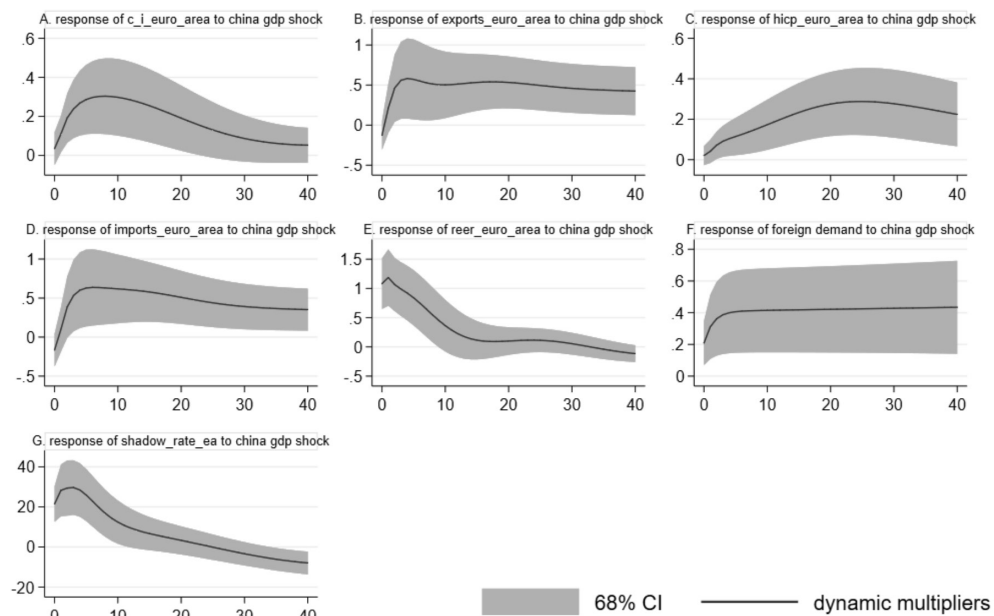 A. response of c_i_euro_area to china gdp shock
B. response of exports_euro_area to china gdp shock
C. response of hicp_euro_area to china gdp shock
.6
.4
.2
0
0 10 20 30 40
1
.5
0
-.5
0 10 20 30 40
.6
.4
.2
0
0 10 20 30 40
D. response of imports_euro_area to china gdp shock
E. response of reer_euro_area to china gdp shock
F. response of foreign demand to china gdp shock
1
.5
0
-.5
0 10 20 30 40
1.5
1
.5
0
-.5
0 10 20 30 40
.8
.6
.4
.2
0
0 10 20 30 40
G. response of shadow_rate_ea to china gdp shock
40
20
0
-20
0 10 20 30 40
68% CI
dynamic multipliers